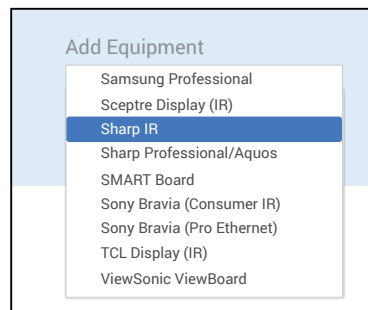 Add Equipment
Samsung Professional
Sceptre Display (IR)
Sharp IR
Sharp Professional/Aquos
SMART Board
Sony Bravia (Consumer IR)
Sony Bravia (Pro Ethernet)
TCL Display (IR)
ViewSonic ViewBoard